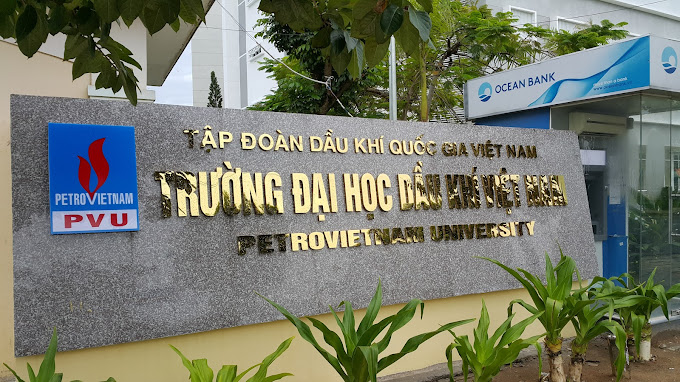 TẬP ĐOÀN DẦU KHÍ QUỐC GIA VIỆT NAM
TRƯỜNG ĐẠI HỌC DẦU KHÍ VIỆT NAM
PETROVIETNAM UNIVERSITY
PETROVIETNAM
PVU
OCEAN BANK